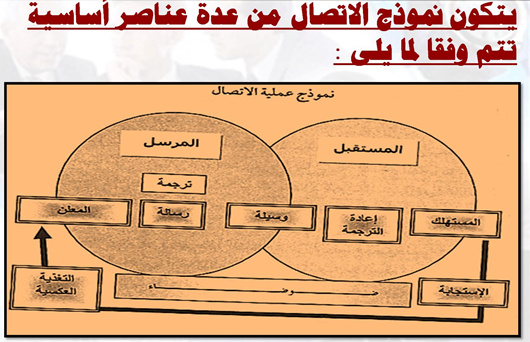 يتكون نموذج الاتصال من عدة عناصر أساسية
تتم وفقا لما يلى :
نموذج عملية الاتصال
المستقبل
المرسل
ترجمة
المستهلك
إعادة
الترجمة
وسيلة
رسالة
المعلن
الإستجابة
ضوضاء
التغذية
العكسية